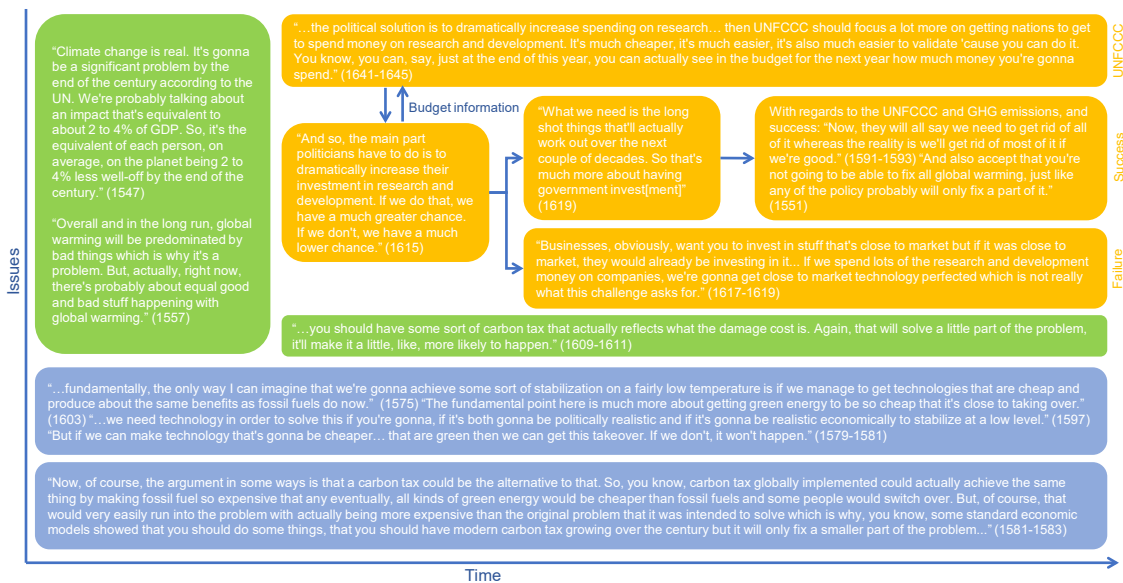 “Climate change is real. It's gonna
be a significant problem by the
end of the century according to the
UN. We're probably talking about
an impact that's equivalent to
about 2 to 4% of GDP. So, it's the
equivalent of each person, on
average, on the planet being 2 to
4% less well-off by the end of the
century.” (1547)
“Overall and in the long run, global
warming will be predominated by
bad things which is why it's a
problem. But, actually, right now,
there's probably about equal good
and bad stuff happening with
global warming.” (1557)
“…the political solution is to dramatically increase spending on research… then UNFCCC should focus a lot more on getting nations to get
to spend money on research and development. It's much cheaper, it's much easier, it's also much easier to validate 'cause you can do it.
You know, you can, say, just at the end of this year, you can actually see in the budget for the next year how much money you're gonna
spend.” (1641-1645)
UNFCCC
Budget information
“And so, the main part
politicians have to do is to
dramatically increase their
investment in research and
development. If we do that, we
have a much greater chance.
If we don't, we have a much
lower chance.” (1615)
“What we need is the long
shot things that'll actually
work out over the next
couple of decades. So that's
much more about having
government invest[ment]”
(1619)
With regards to the UNFCCC and GHG emissions, and
success: “Now, they will all say we need to get rid of all
of it whereas the reality is we'll get rid of most of it if
we're good.” (1591-1593) “And also accept that you're
not going to be able to fix all global warming, just like
any of the policy probably will only fix a part of it.”
(1551)
Success
“Businesses, obviously, want you to invest in stuff that's close to market but if it was close to
market, they would already be investing in it... If we spend lots of the research and development
money on companies, we're gonna get close to market technology perfected which is not really
what this challenge asks for.” (1617-1619)
Failure
“…you should have some sort of carbon tax that actually reflects what the damage cost is. Again, that will solve a little part of the problem,
it'll make it a little, like, more likely to happen.” (1609-1611)
“…fundamentally, the only way I can imagine that we're gonna achieve some sort of stabilization on a fairly low temperature is if we manage to get technologies that are cheap and
produce about the same benefits as fossil fuels do now.” (1575) “The fundamental point here is much more about getting green energy to be so cheap that it's close to taking over.”
(1603) “…we need technology in order to solve this if you're gonna, if it's both gonna be politically realistic and if it's gonna be realistic economically to stabilize at a low level.” (1597)
“But if we can make technology that's gonna be cheaper… that are green then we can get this takeover. If we don't, it won't happen.” (1579-1581)
“Now, of course, the argument in some ways is that a carbon tax could be the alternative to that. So, you know, carbon tax globally implemented could actually achieve the same
thing by making fossil fuel so expensive that any eventually, all kinds of green energy would be cheaper than fossil fuels and some people would switch over. But, of course, that
would very easily run into the problem with actually being more expensive than the original problem that it was intended to solve which is why, you know, some standard economic
models showed that you should do some things, that you should have modern carbon tax growing over the century but it will only fix a smaller part of the problem...” (1581-1583)
Issues
Time